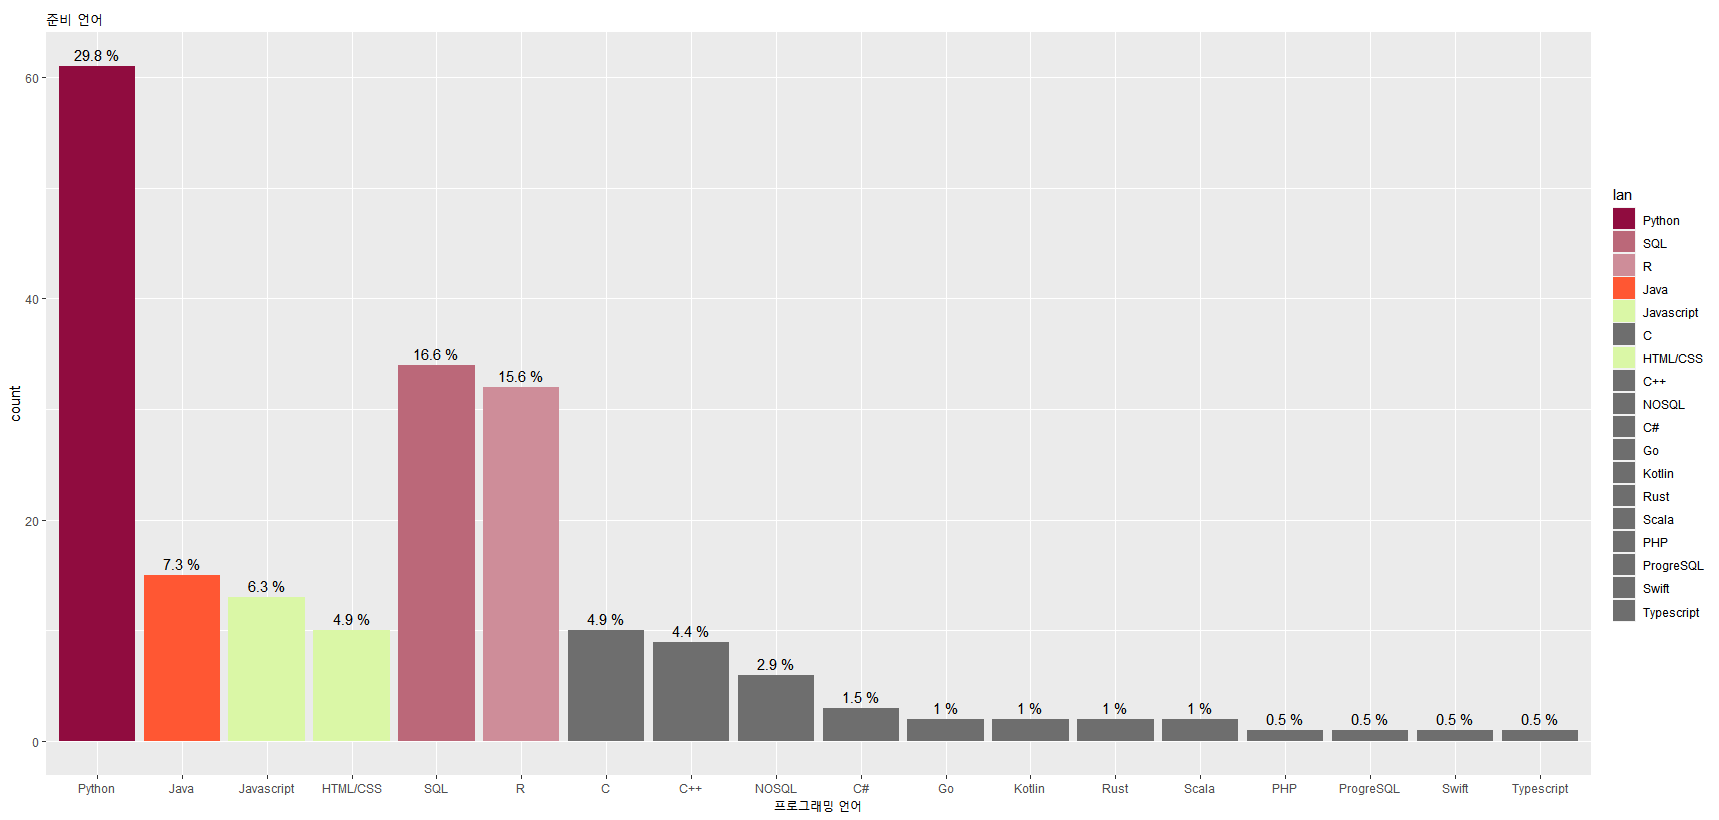 준비 언어
29.8 %
60
16.6 %
15.6 %
40
7.3 %
6.3 %
4.9 %
4.9 %
4.4 %
2.9 %
1.5 %
1 %
1 %
1 %
1 %
0.5 %
0.5 %
0.5 %
0.5 %
20
0
count
Python
Java
Javascript
HTML/CSS
SQL
R
C
C++
NOSQL
C#
Go
Kotlin
Rust
Scala
PHP
ProgreSQL
Swift
Typescript
프로그래밍 언어
lan
Python
SQL
R
Java
Javascript
C
HTML/CSS
C++
NOSQL
C#
Go
Kotlin
Rust
Scala
PHP
ProgreSQL
Swift
Typescript